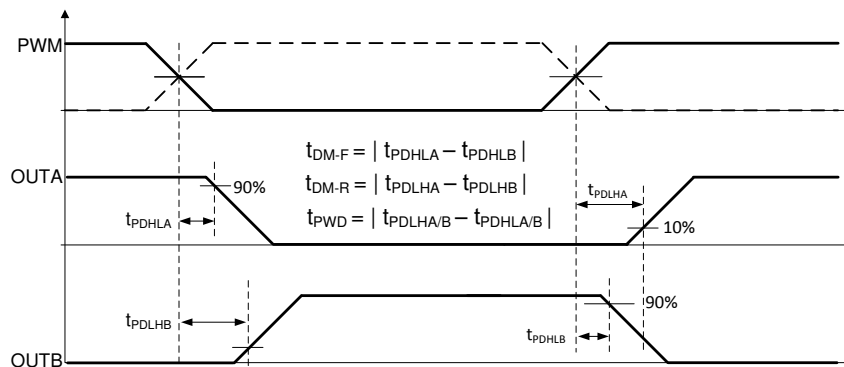 PWM
t_DM-F = | t_PDHLA – t_PDHLB |
OUTA
90%
t_DM-R = | t_PDLHA – t_PDLHB |
t_PDLHA
t_PDHLA
t_PWD = | t_PDLHA/B – t_PDHLA/B |
10%
t_PDLHB
90%
t_PDHLB
OUTB